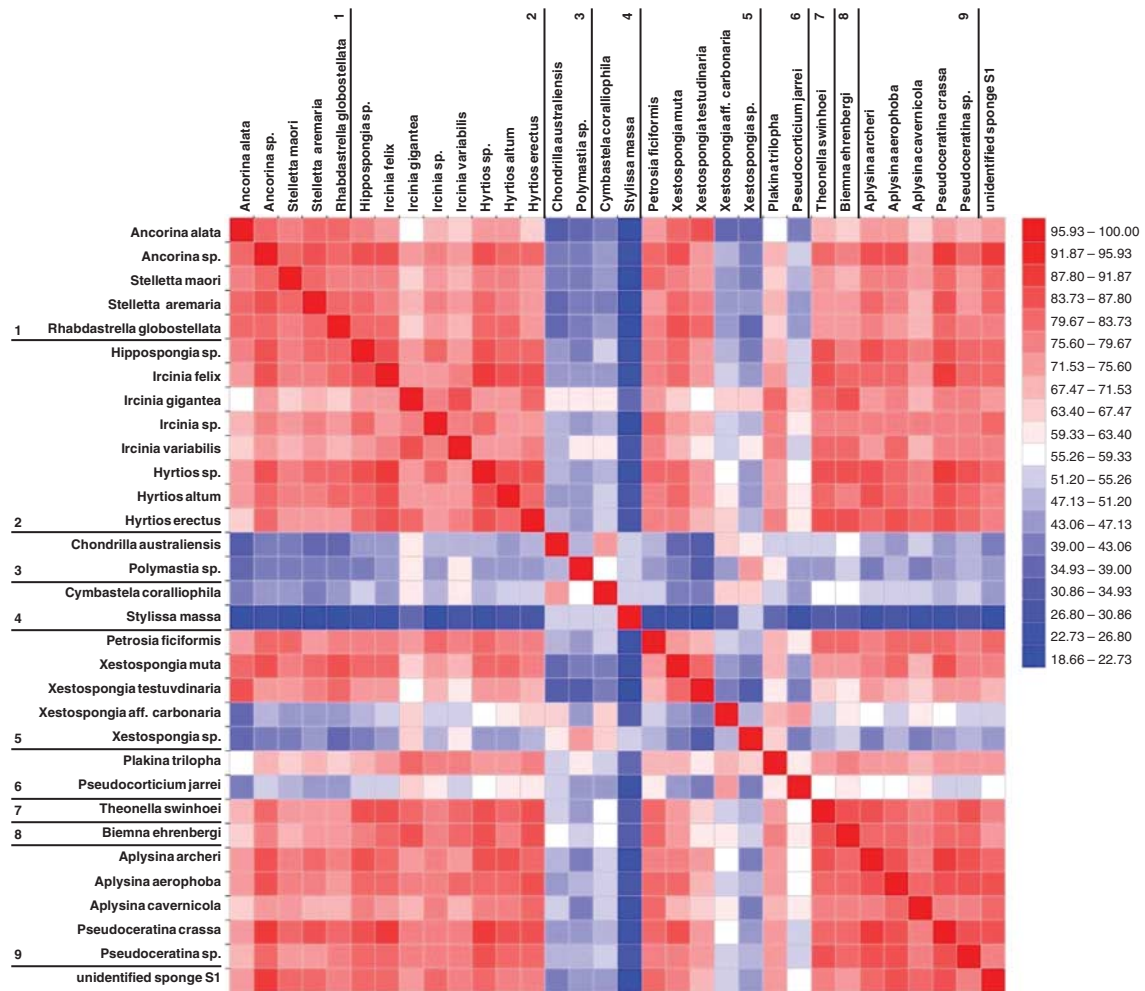 1
2
3
4
5
6
7
8
9
Ancorina alata
Ancorina sp.
Stelletta maori
Stelletta aremaria
Rhabdastrella globostellata
Hippospongia sp.
Ircinia felix
Ircinia gigantea
Ircinia sp.
Ircinia variabilis
Hyrtios sp.
Hyrtios altum
Hyrtios erectus
Chondrilla australiensis
Polymastia sp.
Cymbastela coralliophila
Stylissa massa
Petrosia ficiformis
Xestospongia muta
Xestospongia testudinaria
Xestospongia aff. carbonaria
Xestospongia sp.
Plakina trilopha
Pseudocorticium jarrei
Theonella swinhoei
Biemna ehrenbergi
Aplysina archeri
Aplysina aerophoba
Aplysina cavernicola
Pseudoceratina crassa
Pseudoceratina sp.
unidentified sponge S1
Ancorina alata
Ancorina sp.
Stelletta maori
Stelletta aremaria
1 Rhabdastrella globostellata
Hippospongia sp.
Ircinia felix
Ircinia gigantea
Ircinia sp.
Ircinia variabilis
Hyrtios sp.
Hyrtios altum
2 Hyrtios erectus
Chondrilla australiensis
3 Polymastia sp.
Cymbastela coralliophila
4 Stylissa massa
Petrosia ficiformis
Xestospongia muta
Xestospongia testuvdinaria
Xestospongia aff. carbonaria
5 Xestospongia sp.
Plakina trilopha
6 Pseudocorticium jarrei
7 Theonella swinhoei
8 Biemna ehrenbergi
Aplysina archeri
Aplysina aerophoba
Aplysina cavernicola
Pseudoceratina crassa
9 Pseudoceratina sp.
unidentified sponge S1
95.93 – 100.00
91.87 – 95.93
87.80 – 91.87
83.73 – 87.80
79.67 – 83.73
75.60 – 79.67
71.53 – 75.60
67.47 – 71.53
63.40 – 67.47
59.33 – 63.40
55.26 – 59.33
51.20 – 55.26
47.13 – 51.20
43.06 – 47.13
39.00 – 43.06
34.93 – 39.00
30.86 – 34.93
26.80 – 30.86
22.73 – 26.80
18.66 – 22.73